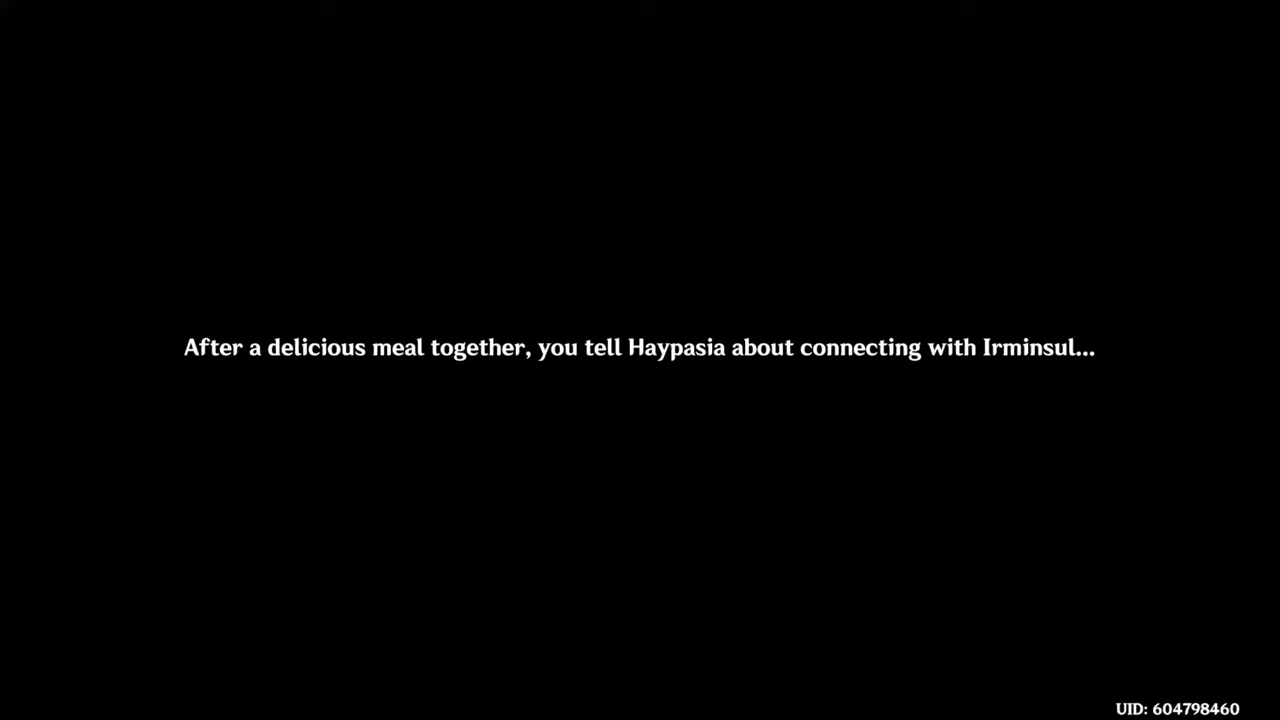 After a delicious meal together, you tell Haypasia about connecting with Irminsul...
UID: 604798460